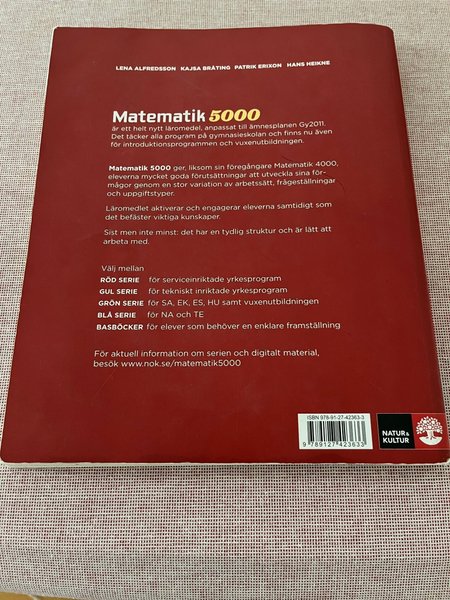 LENA ALFREDSSON KAJSA BRÅTING PATRIK ERIXON HANS HEIKNE
Matematik 5000
är ett helt nytt läromedel, anpassat till ämnesplanen Gy2011.
Det täcker alla program på gymnasieskolan och finns nu även
för introduktionsprogrammen och vuxenutbildningen.
Matematik 5000 ger, liksom sin föregångare Matematik 4000,
eleverna mycket goda förutsättningar att utveckla sina för-
mågor genom en stor variation av arbetssätt, frågeställningar
och uppgiftstyper.
Läromedlet aktiverar och engagerar eleverna samtidigt som
det befäster viktiga kunskaper.
Sist men inte minst: det har en tydlig struktur och är lätt att
arbeta med.
Välj mellan
RÖD SERIE för serviceinriktade yrkesprogram
GUL SERIE för tekniskt inriktade yrkesprogram
GRÖN SERIE för SA, EK, ES, HU samt vuxenutbildningen
BLÅ SERIE för NA och TE
BASBÖCKER för elever som behöver en enklare framställning
För aktuell information om serien och digitalt material,
besök www.nok.se/matematik5000
ISBN 978-91-27-42363-3
9 789127 423633
NATUR &
KULTUR